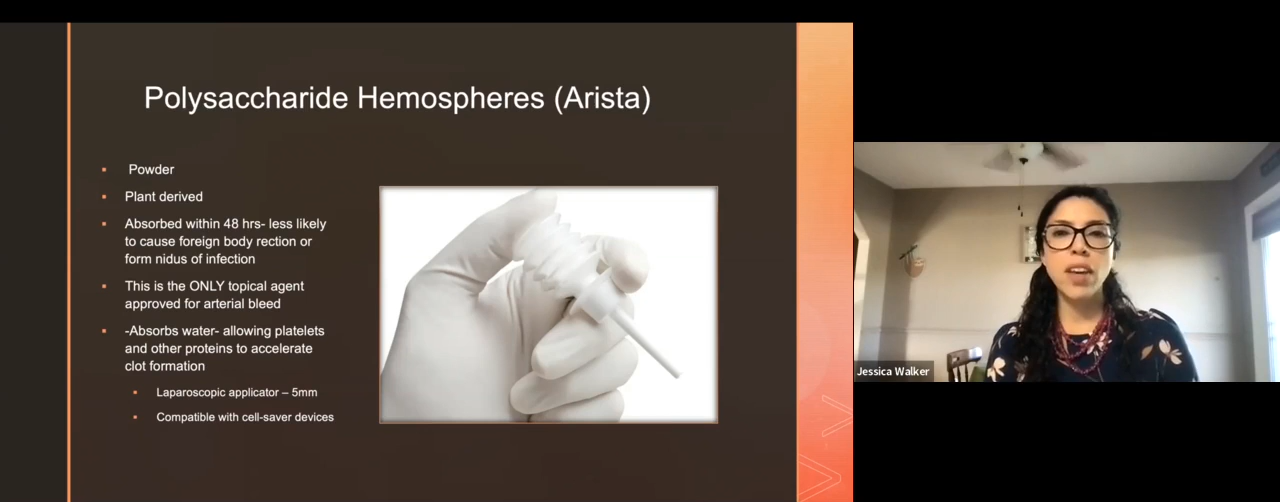 Polysaccharide Hemospheres (Arista)
Powder
Plant derived
Absorbed within 48 hrs- less likely
to cause foreign body rection or
form nidus of infection
This is the ONLY topical agent
approved for arterial bleed
-Absorbs water- allowing platelets
and other proteins to accelerate
clot formation
Laparoscopic applicator – 5mm
Compatible with cell-saver devices
Jessica Walker